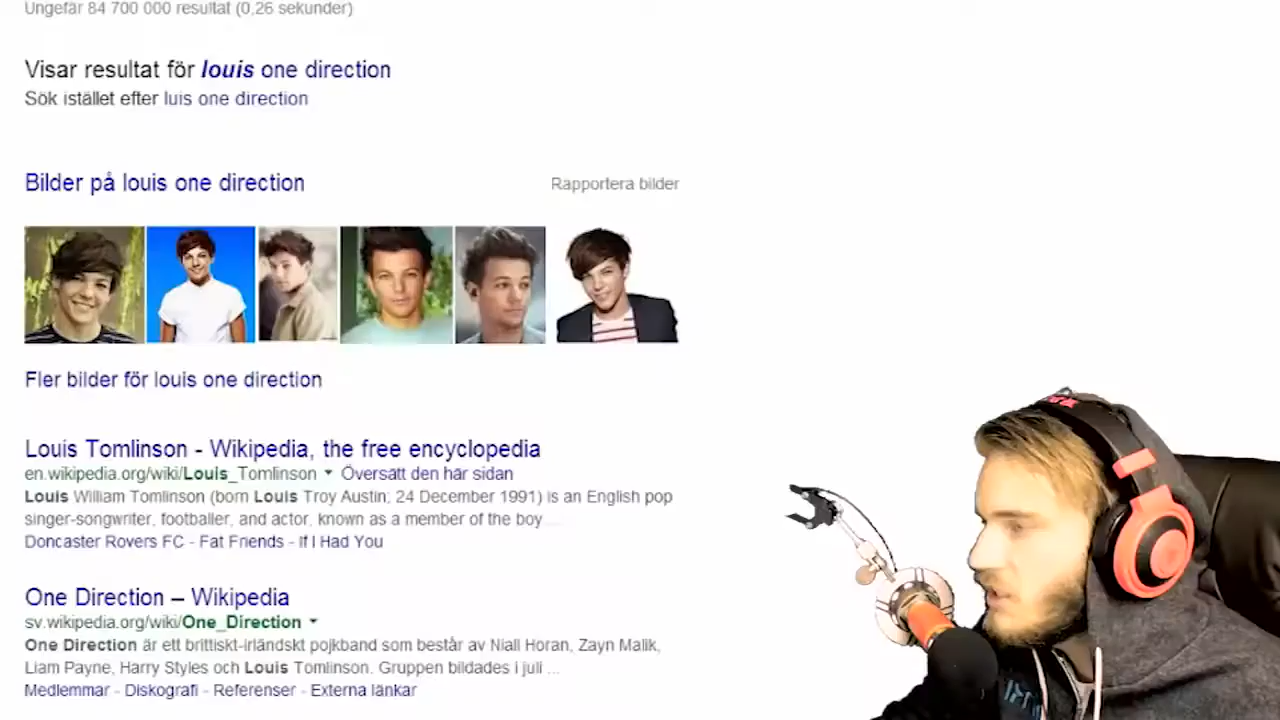 Ungefär 84 700 000 resultat (0,26 sekunder)
Visar resultat för louis one direction
Sök istället efter luis one direction
Bilder på louis one direction
Rapportera bilder
Fler bilder för louis one direction
Louis Tomlinson - Wikipedia, the free encyclopedia
en.wikipedia.org/wiki/Louis_Tomlinson ▼ Översätt den här sidan
Louis William Tomlinson (born Louis Troy Austin; 24 December 1991) is an English pop
singer-songwriter, footballer, and actor, known as a member of the boy ...
Doncaster Rovers FC - Fat Friends - If I Had You
One Direction – Wikipedia
sv.wikipedia.org/wiki/One_Direction ▼
One Direction är ett brittiskt-irländskt pojkband som består av Niall Horan, Zayn Malik,
Liam Payne, Harry Styles och Louis Tomlinson. Gruppen bildades i juli ...
Medlemmar - Diskografi - Referenser - Externa länkar